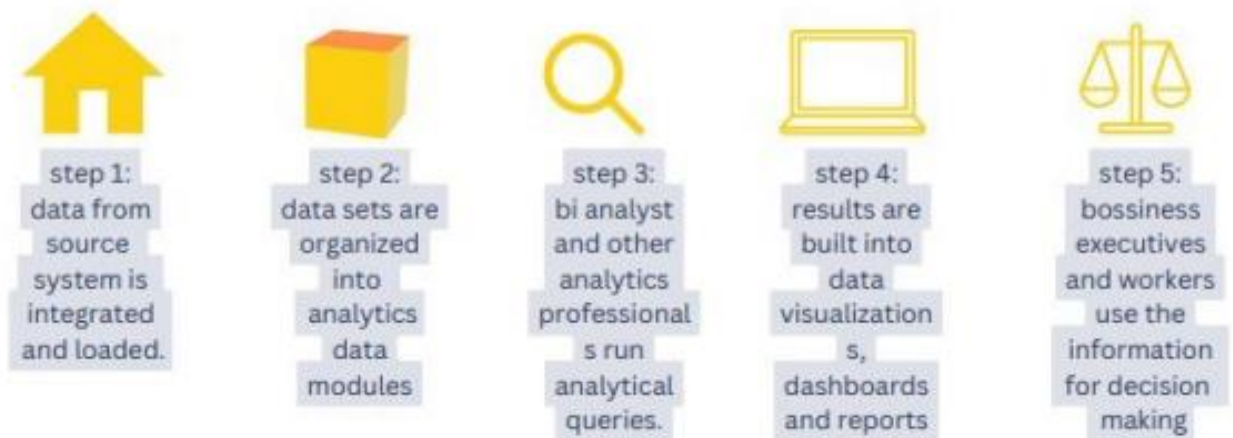 step 1:
data from
source
system is
integrated
and loaded.
step 2:
data sets are
organized
into
analytics
data
modules
step 3:
bi analyst
and other
analytics
professional
s run
analytical
queries.
step 4:
results are
built into
data
visualization
s,
dashboards
and reports
step 5:
bossiness
executives
and workers
use the
information
for decision
making